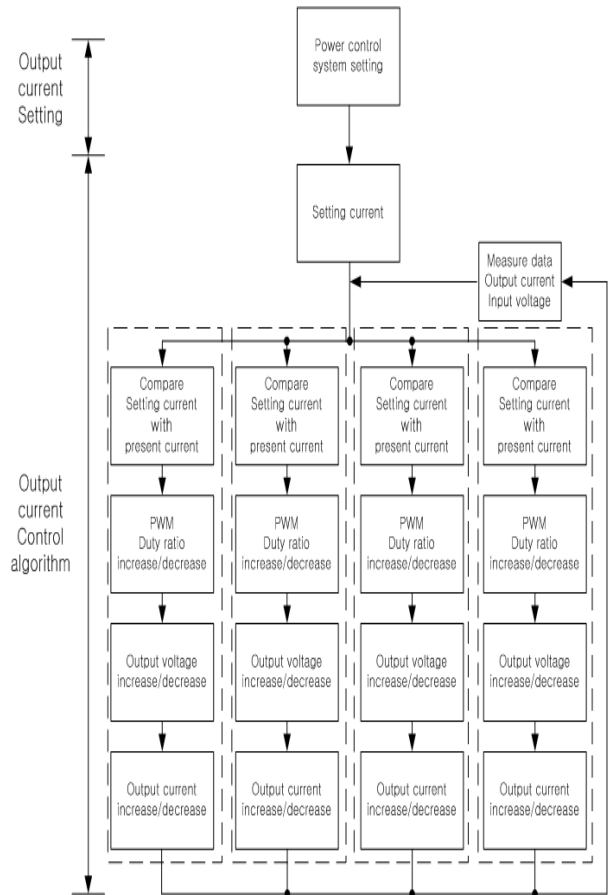 Output
current
Setting
Power control
system setting
Setting current
Measure data
Output current
Input voltage
Output
current
Control
algorithm
Compare
Setting current
with
present current
Compare
Setting current
with
present current
Compare
Setting current
with
present current
Compare
Setting current
with
present current
PWM
Duty ratio
increase/decrease
PWM
Duty ratio
increase/decrease
PWM
Duty ratio
increase/decrease
PWM
Duty ratio
increase/decrease
Output voltage
increase/decrease
Output voltage
increase/decrease
Output voltage
increase/decrease
Output voltage
increase/decrease
Output current
increase/decrease
Output current
increase/decrease
Output current
increase/decrease
Output current
increase/decrease